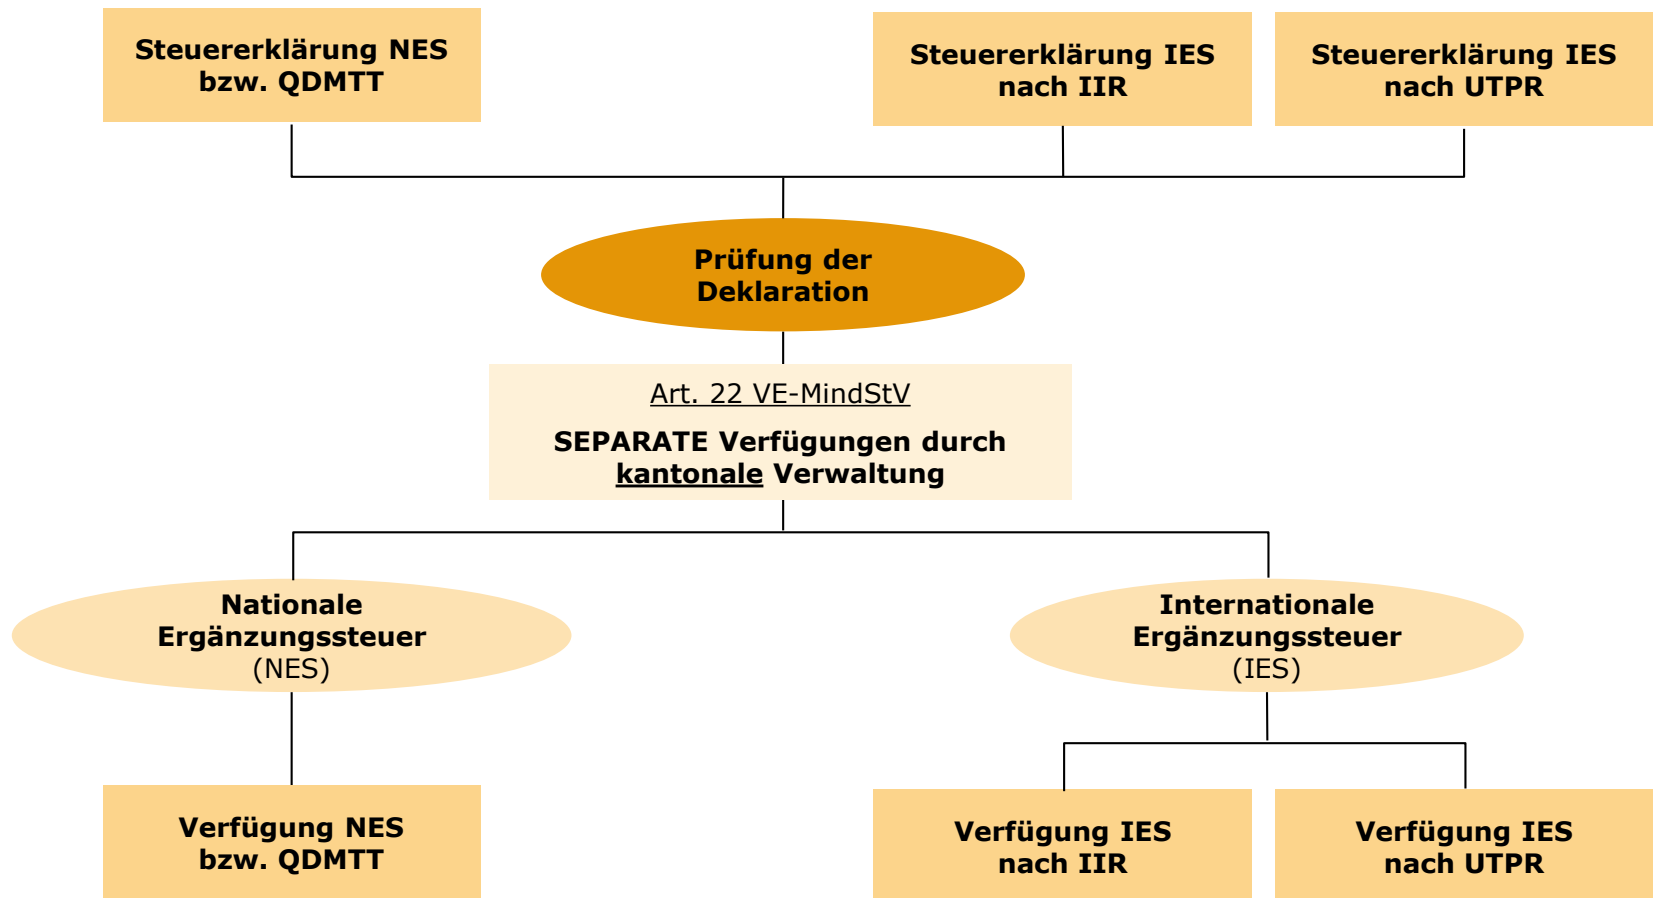 Steuererklärung NES
bzw. QDMTT
Steuererklärung IES
nach IIR
Steuererklärung IES
nach UTPR
Prüfung der
Deklaration
Art. 22 VE-MindStV
SEPARATE Verfügungen durch
kantonale Verwaltung
Nationale
Ergänzungssteuer
(NES)
Internationale
Ergänzungssteuer
(IES)
Verfügung NES
bzw. QDMTT
Verfügung IES
nach IIR
Verfügung IES
nach UTPR